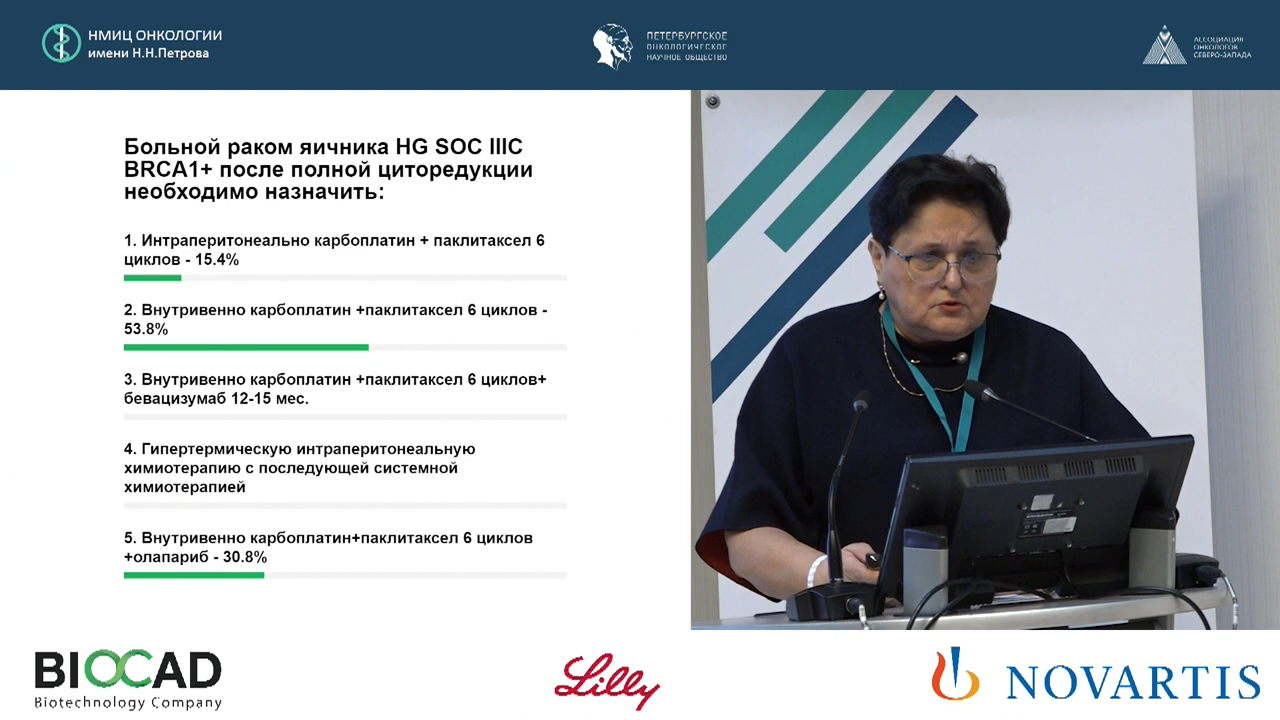 НМИЦ ОНКОЛОГИИ
имени Н.Н.Петрова
ПЕТЕРБУРГСКОЕ
ОНКОЛОГИЧЕСКОЕ
НАУЧНОЕ ОБЩЕСТВО
АССОЦИАЦИЯ
ОНКОЛОГОВ
СЕВЕРО-ЗАПАДА
Больной раком яичника HG SOC IIIC
BRCA1+ после полной циторедукции
необходимо назначить:
1. Интраперитонеально карбоплатин + паклитаксел 6
циклов - 15.4%
2. Внутривенно карбоплатин +паклитаксел 6 циклов -
53.8%
3. Внутривенно карбоплатин +паклитаксел 6 циклов+
бевацизумаб 12-15 мес.
4. Гипертермическую интраперитонеальную
химиотерапию с последующей системной
химиотерапией
5. Внутривенно карбоплатин+паклитаксел 6 циклов
+олапариб - 30.8%
BIOCAD
Biotechnology Company
Lilly
NOVARTIS